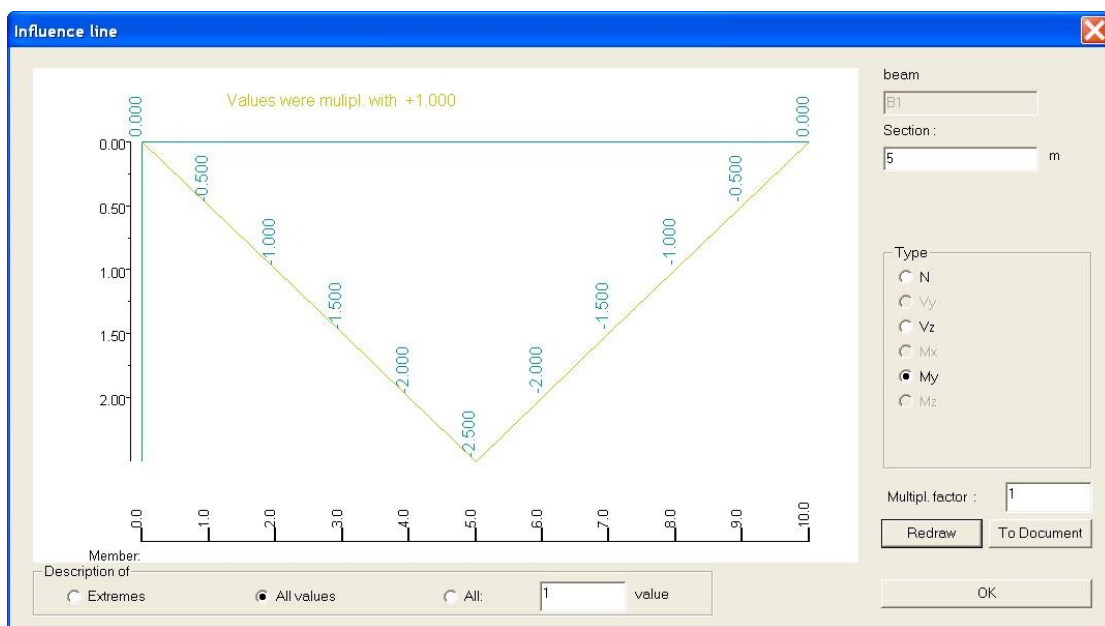 Influence line
Values were mulipl. with +1.000
0.000
0.000
0.00
0.50
1.00
1.50
2.00
-0.500
-1.000
-1.500
-2.000
-2.500
-2.000
-1.500
-1.000
-0.500
0.0
1.0
2.0
3.0
4.0
5.0
6.0
7.0
8.0
9.0
10.0
Member:
beam
B1
Section :
5 m
Type
N
Vy
Vz
Mx
My
Mz
Multipl. factor : 1
Redraw To Document
Description of
Extremes All values All: 1 value
OK